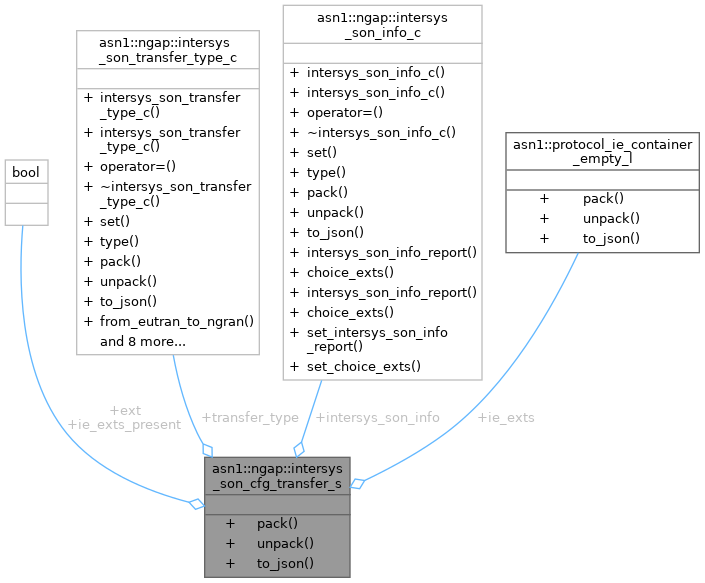 asn1::ngap::intersys
_son_transfer_type_c
+ intersys_son_transfer
_type_c()
+ intersys_son_transfer
_type_c()
+ operator=()
+ ~intersys_son_transfer
_type_c()
+ set()
+ type()
+ pack()
+ unpack()
+ to_json()
+ from_eutran_to_ngran()
and 8 more...
asn1::ngap::intersys
_son_info_c
+ intersys_son_info_c()
+ intersys_son_info_c()
+ operator=()
+ ~intersys_son_info_c()
+ set()
+ type()
+ pack()
+ unpack()
+ to_json()
+ intersys_son_info_report()
+ choice_exts()
+ intersys_son_info_report()
+ choice_exts()
+ set_intersys_son_info
_report()
+ set_choice_exts()
asn1::protocol_ie_container
_empty_l
+ pack()
+ unpack()
+ to_json()
bool
+ext
+ie_exts_present
+transfer_type
+intersys_son_info
+ie_exts
asn1::ngap::intersys
_son_cfg_transfer_s
+ pack()
+ unpack()
+ to_json()